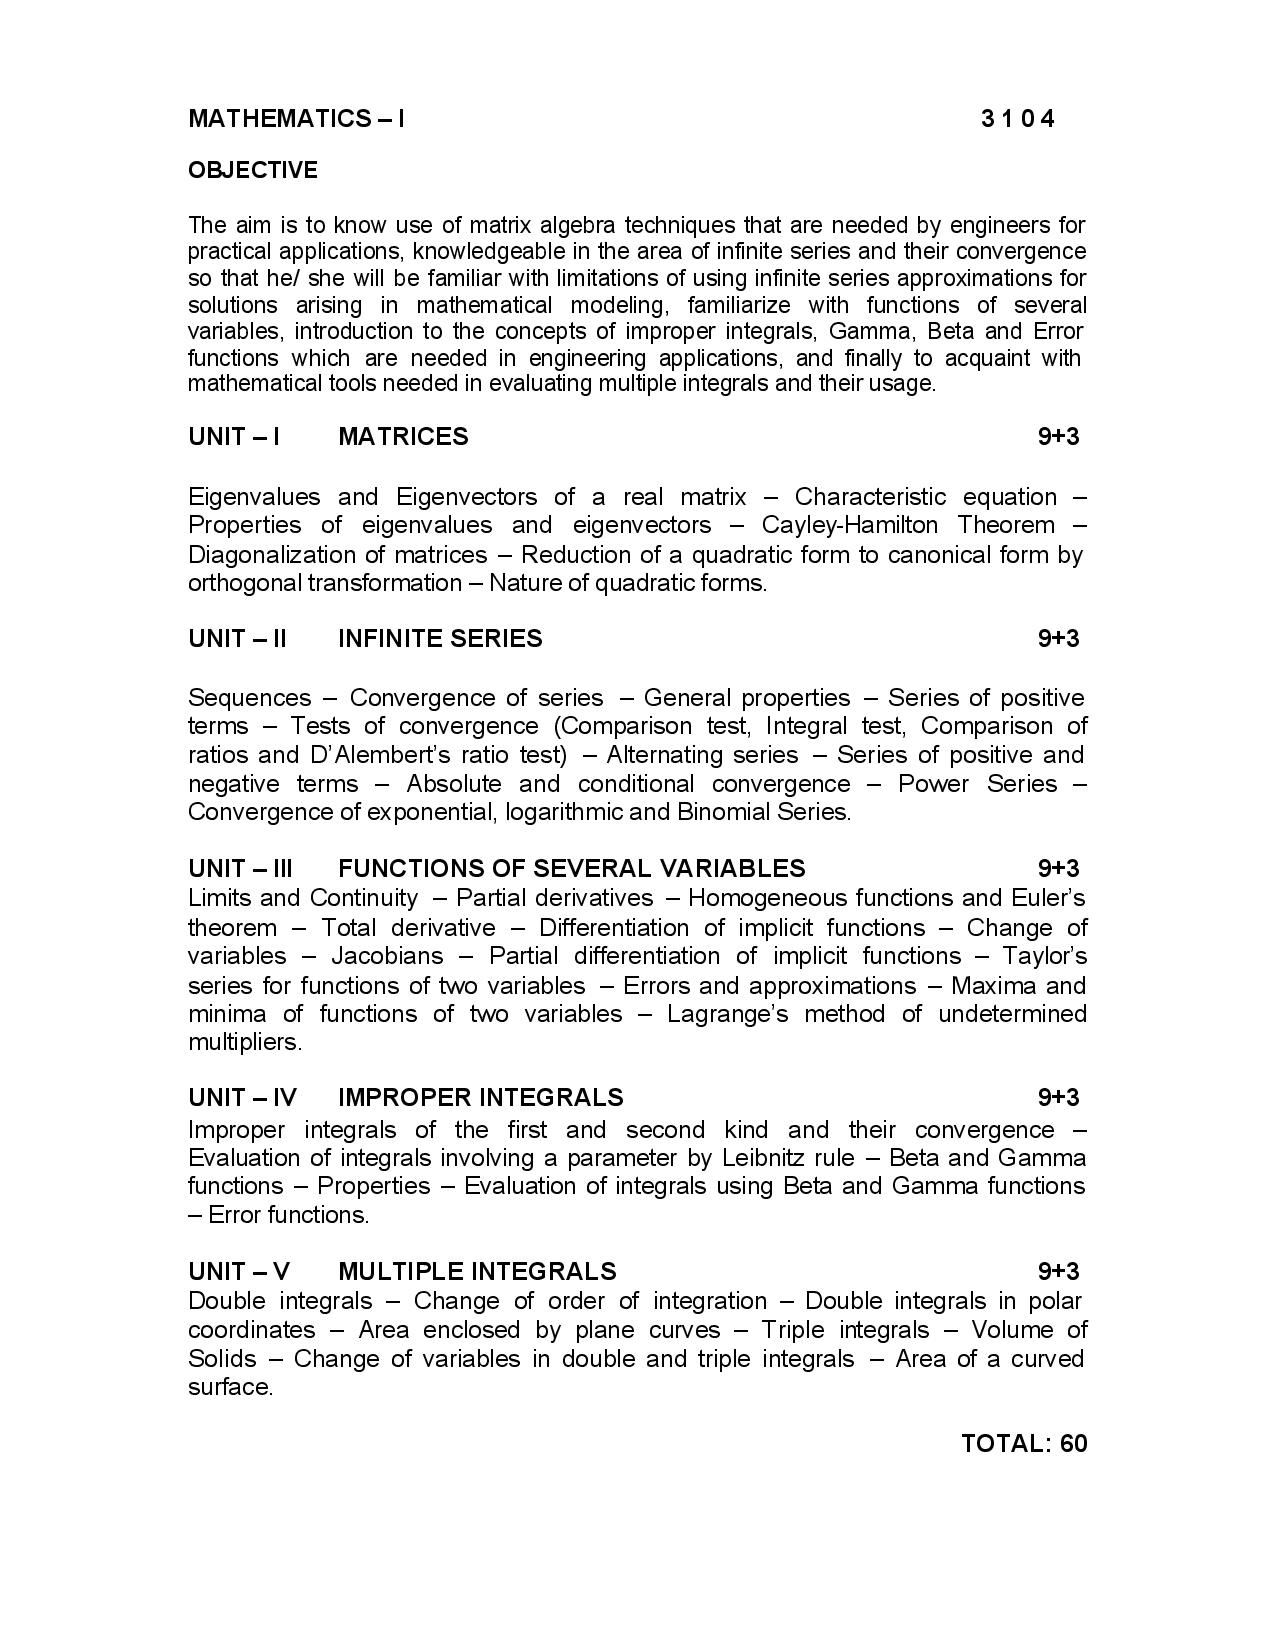 MATHEMATICS – I 3 1 0 4
OBJECTIVE
The aim is to know use of matrix algebra techniques that are needed by engineers for
practical applications, knowledgeable in the area of infinite series and their convergence
so that he/ she will be familiar with limitations of using infinite series approximations for
solutions arising in mathematical modeling, familiarize with functions of several
variables, introduction to the concepts of improper integrals, Gamma, Beta and Error
functions which are needed in engineering applications, and finally to acquaint with
mathematical tools needed in evaluating multiple integrals and their usage.
UNIT – I MATRICES 9+3
Eigenvalues and Eigenvectors of a real matrix – Characteristic equation –
Properties of eigenvalues and eigenvectors – Cayley-Hamilton Theorem –
Diagonalization of matrices – Reduction of a quadratic form to canonical form by
orthogonal transformation – Nature of quadratic forms.
UNIT – II INFINITE SERIES 9+3
Sequences – Convergence of series – General properties – Series of positive
terms – Tests of convergence (Comparison test, Integral test, Comparison of
ratios and D’Alembert’s ratio test) – Alternating series – Series of positive and
negative terms – Absolute and conditional convergence – Power Series –
Convergence of exponential, logarithmic and Binomial Series.
UNIT – III FUNCTIONS OF SEVERAL VARIABLES 9+3
Limits and Continuity – Partial derivatives – Homogeneous functions and Euler’s
theorem – Total derivative – Differentiation of implicit functions – Change of
variables – Jacobians – Partial differentiation of implicit functions – Taylor’s
series for functions of two variables – Errors and approximations – Maxima and
minima of functions of two variables – Lagrange’s method of undetermined
multipliers.
UNIT – IV IMPROPER INTEGRALS 9+3
Improper integrals of the first and second kind and their convergence –
Evaluation of integrals involving a parameter by Leibnitz rule – Beta and Gamma
functions – Properties – Evaluation of integrals using Beta and Gamma functions
– Error functions.
UNIT – V MULTIPLE INTEGRALS 9+3
Double integrals – Change of order of integration – Double integrals in polar
coordinates – Area enclosed by plane curves – Triple integrals – Volume of
Solids – Change of variables in double and triple integrals – Area of a curved
surface.
TOTAL: 60